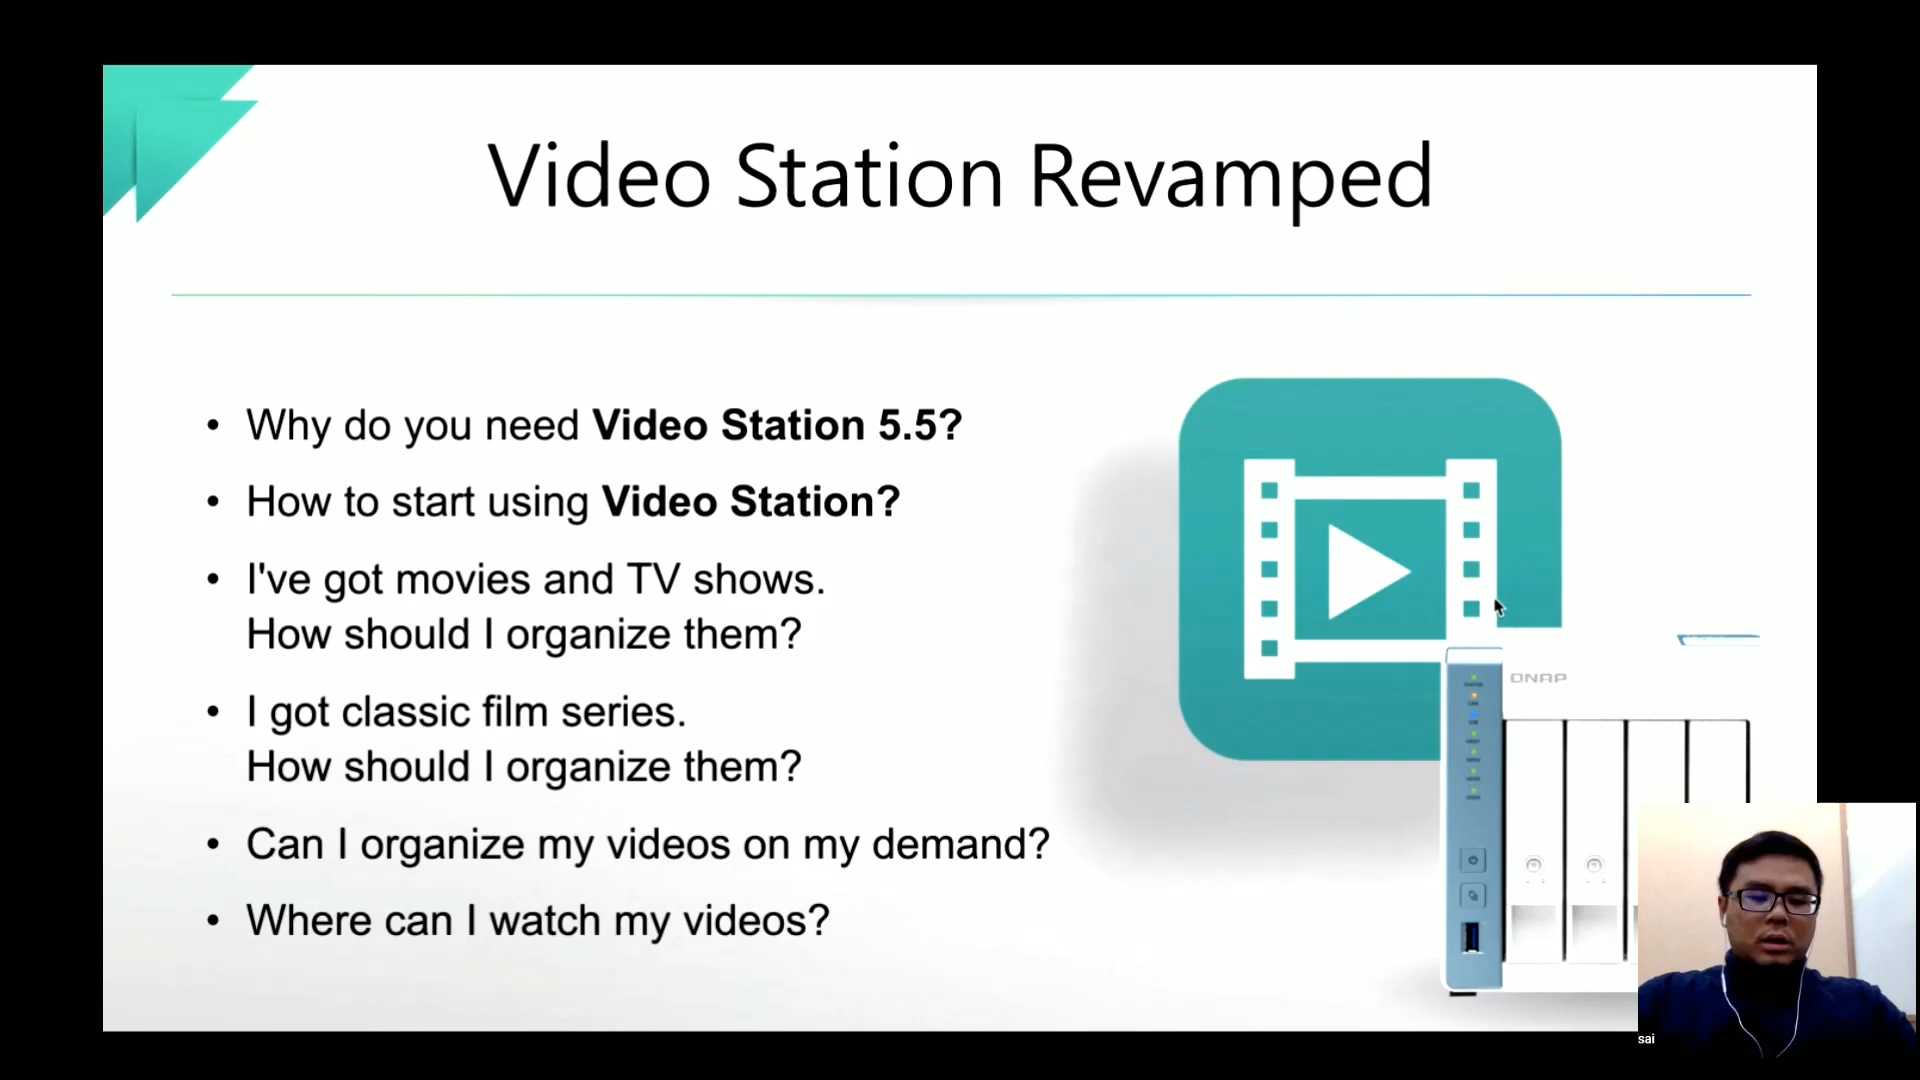 Video Station Revamped
• Why do you need Video Station 5.5?
• How to start using Video Station?
• I've got movies and TV shows.
How should I organize them?
• I got classic film series.
How should I organize them?
• Can I organize my videos on my demand?
• Where can I watch my videos?
QNAP
sai